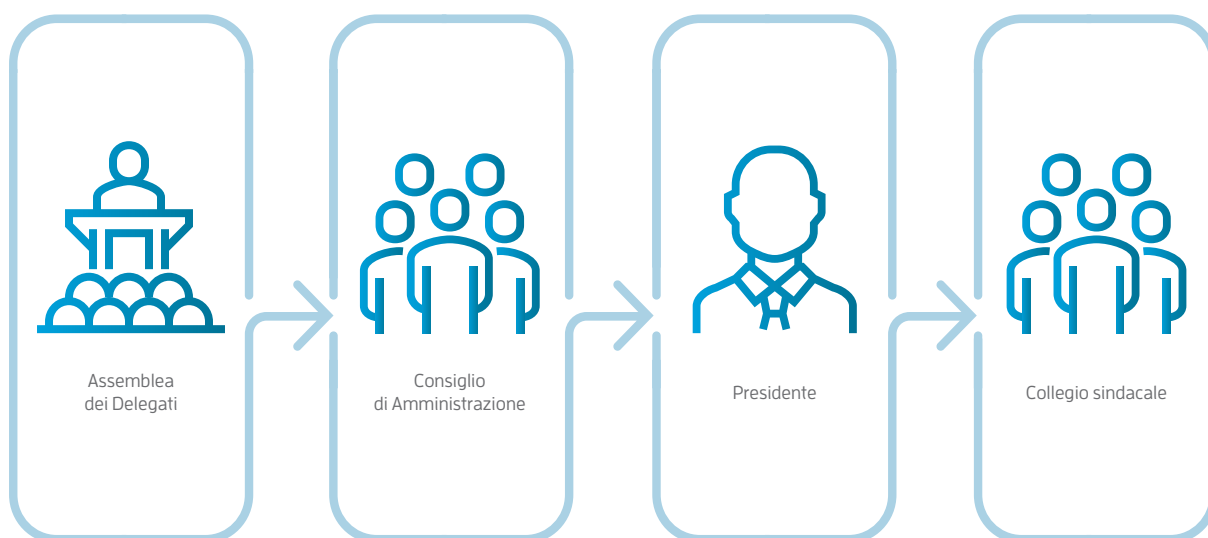 Assemblea
dei Delegati
Consiglio
di Amministrazione
Presidente
Collegio sindacale